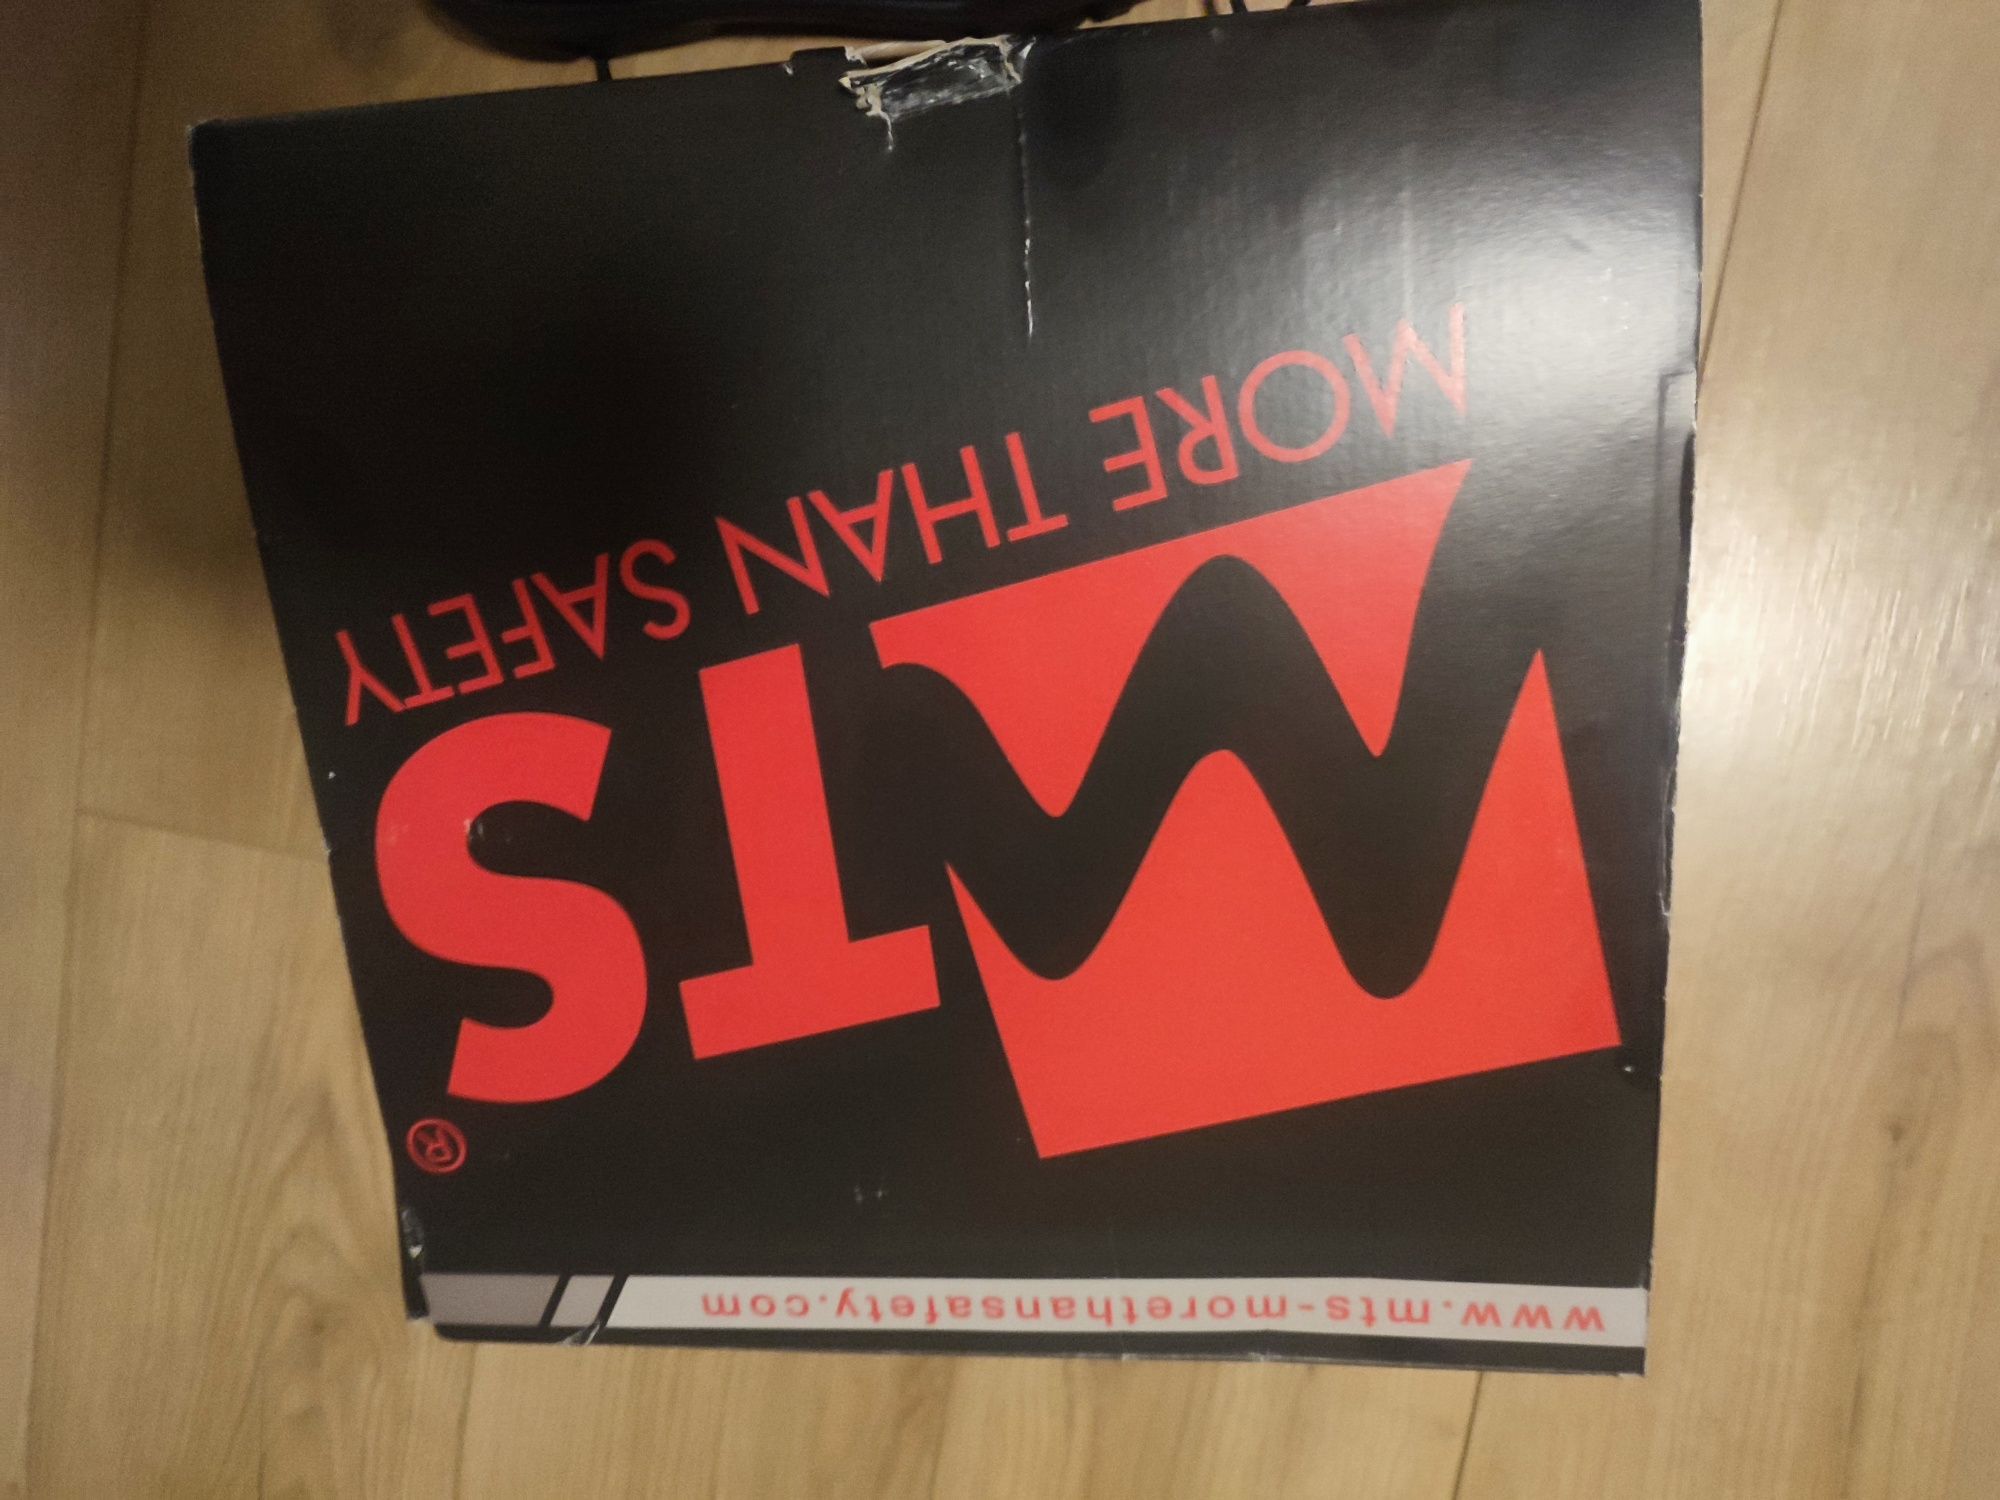 www.mts-morethansafety.com
MTS®
MORE THAN SAFETY